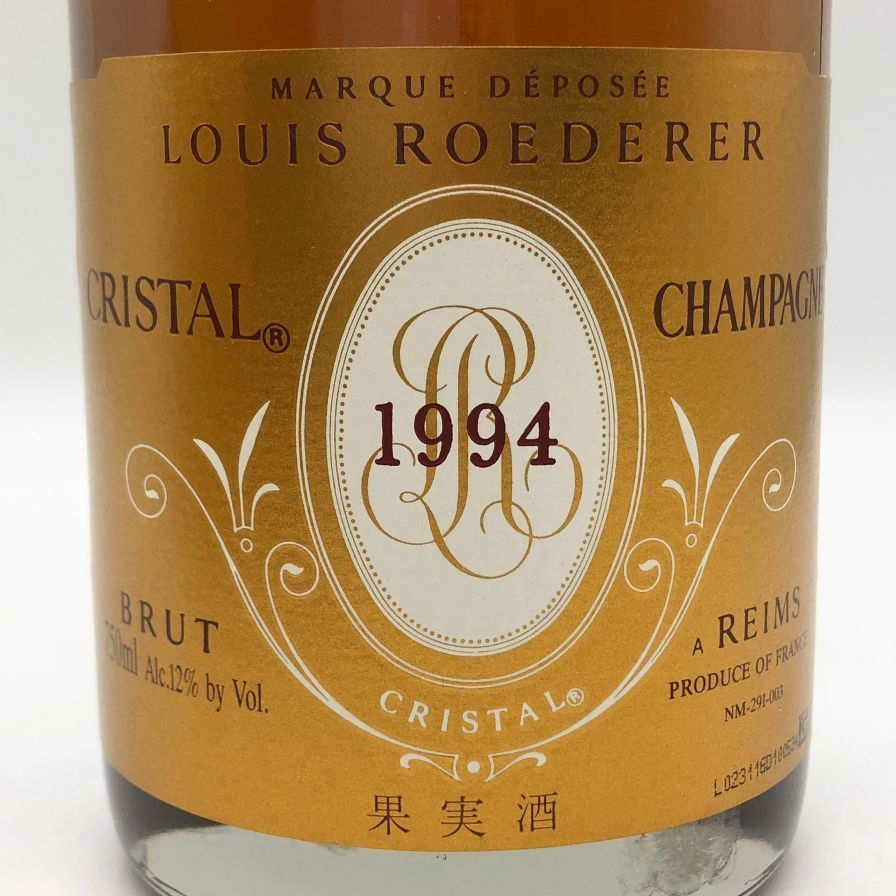 MARQUE DÉPOSÉE
LOUIS ROEDERER
CRISTAL® CHAMPAGNE
1994
BRUT
750ml Alc.12% by Vol.
A REIMS
PRODUCE OF FRANCE
NM-291-003
CRISTAL®
果実酒